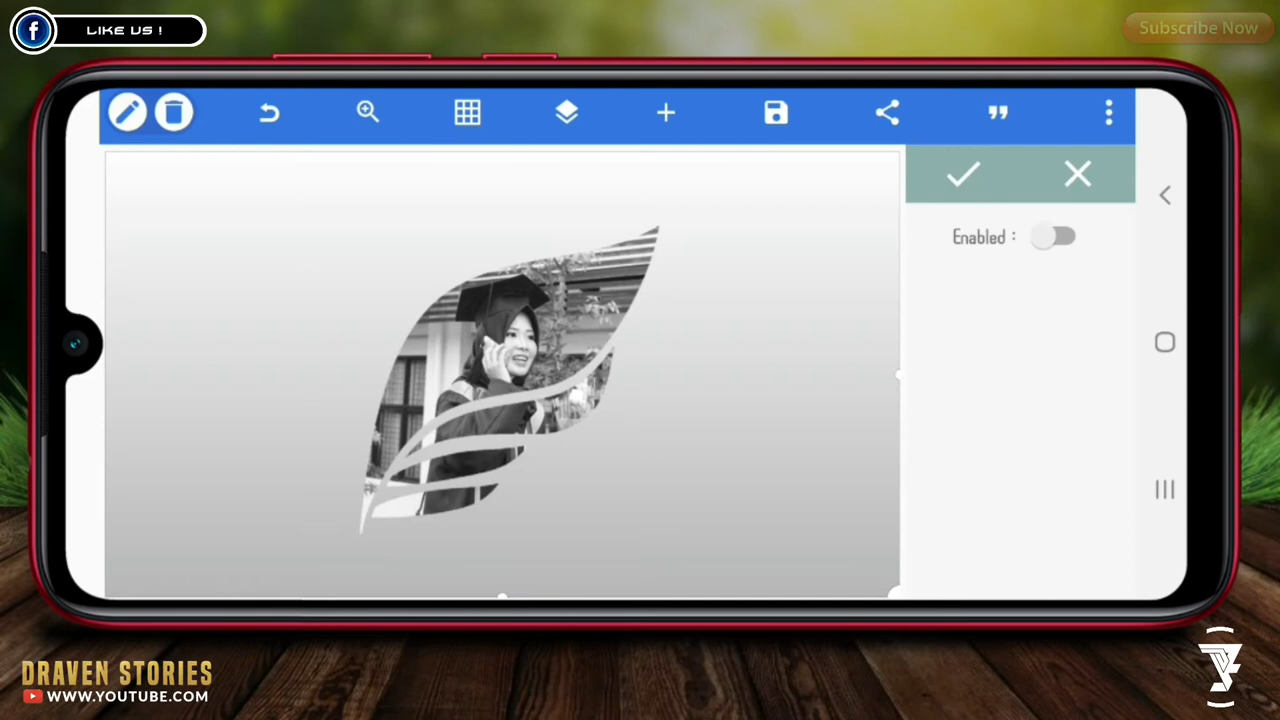 f LIKE US !
Subscribe Now
Enabled :
DRAVEN STORIES
WWW.YOUTUBE.COM